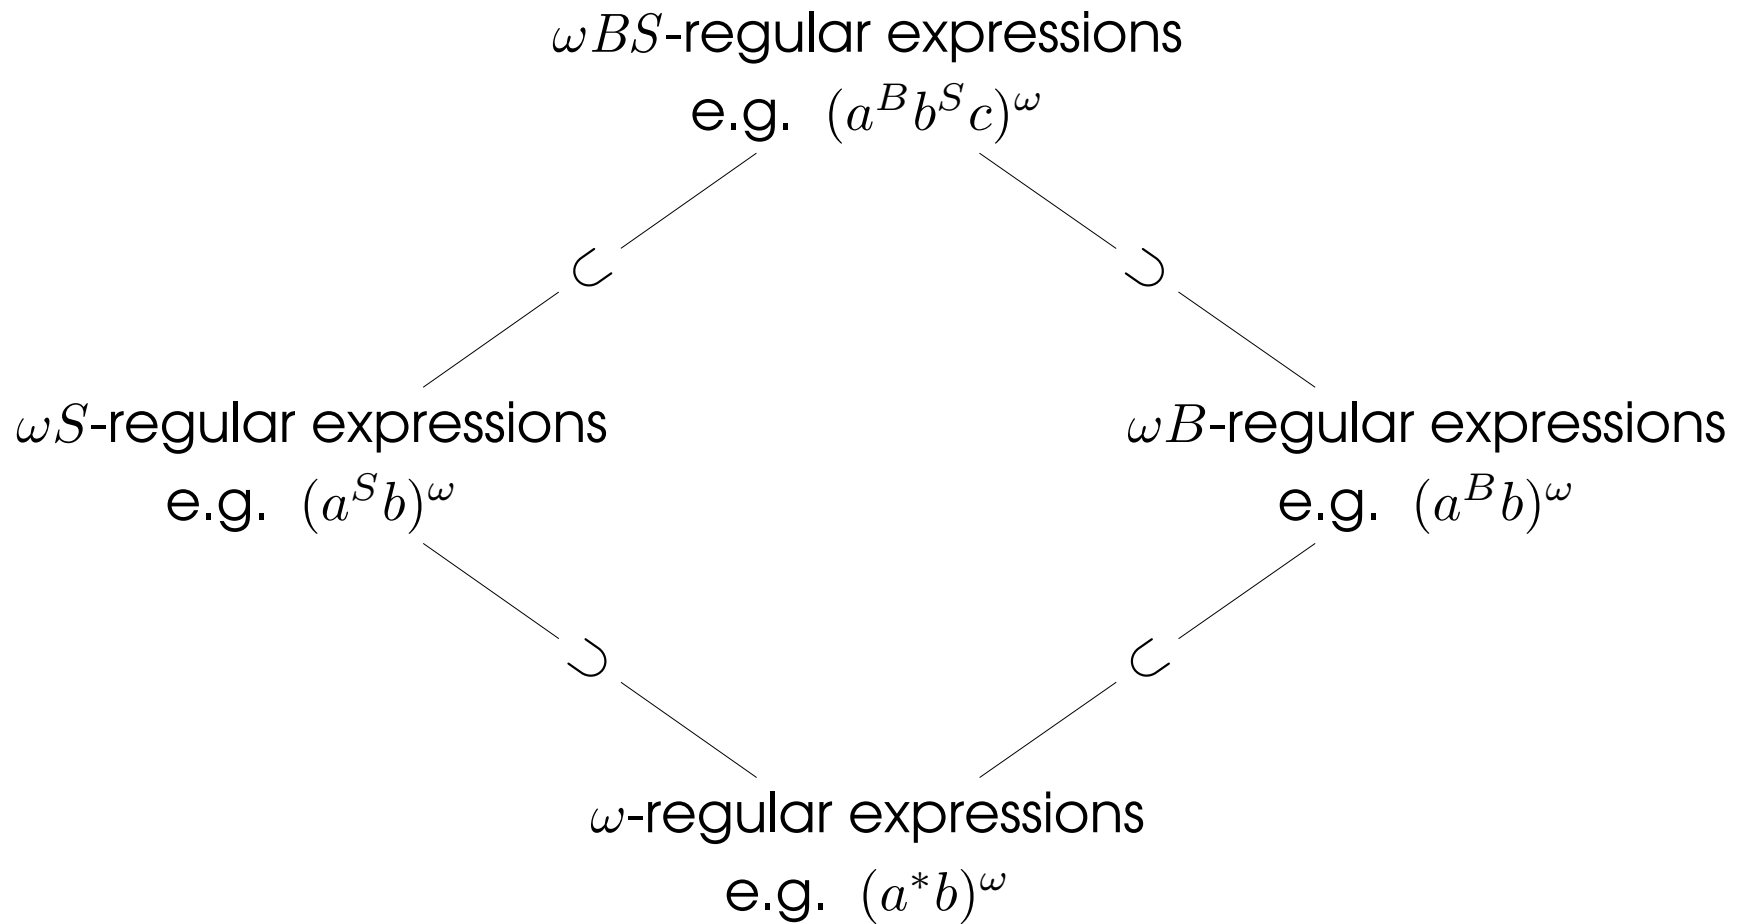 ωBS-regular expressions
e.g. (a^B b^S c)^ω
⊂
⊃
ωS-regular expressions
ωB-regular expressions
e.g. (a^S b)^ω
e.g. (a^B b)^ω
⊃
⊂
ω-regular expressions
e.g. (a^* b)^ω